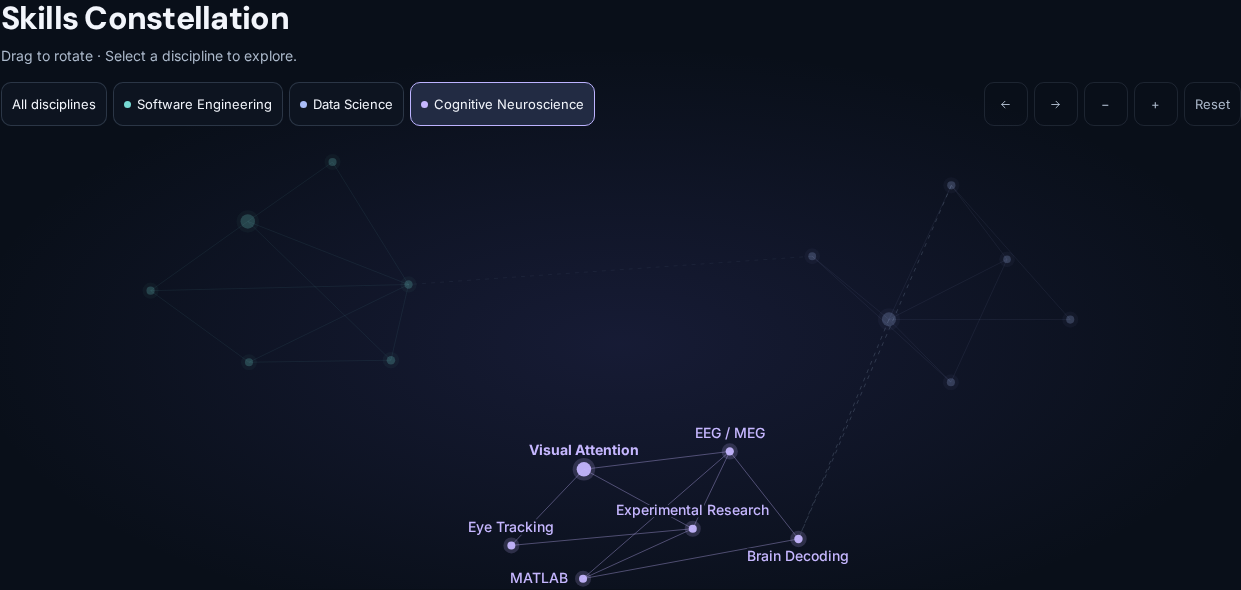 Skills Constellation
Drag to rotate · Select a discipline to explore.
All disciplines
Software Engineering
Data Science
Cognitive Neuroscience
←
→
−
+
Reset
EEG / MEG
Visual Attention
Experimental Research
Eye Tracking
Brain Decoding
MATLAB